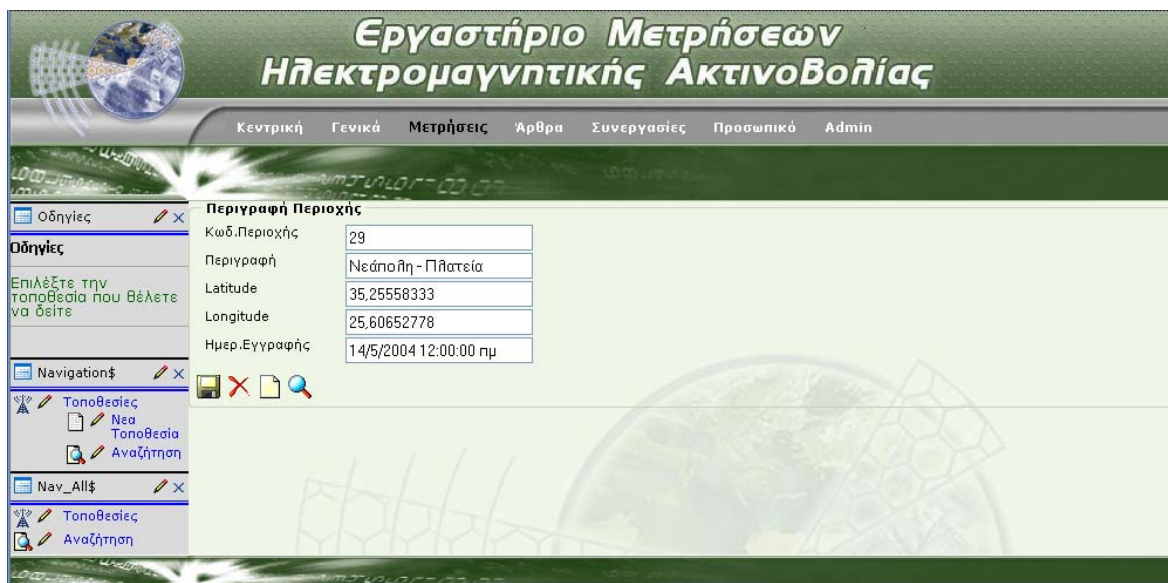 Εργαστήριο Μετρήσεων
Ηλεκτρομαγνητικής Ακτινοβολίας
Κεντρική Γενικά Μετρήσεις Άρθρα Συνεργασίες Προσωπικό Admin
Οδηγίες
Οδηγίες
Επιλέξτε την
τοποθεσία που θέλετε
να δείτε
Navigation$
Τοποθεσίες
Νεα
Τοποθεσία
Αναζήτηση
Nav_All$
Τοποθεσίες
Αναζήτηση
Περιγραφή Περιοχής
Κωδ.Περιοχής 29
Περιγραφή Νεάπολη - Πλατεία
Latitude 35,25558333
Longitude 25,60652778
Ημερ.Εγγραφής 14/5/2004 12:00:00 πμ